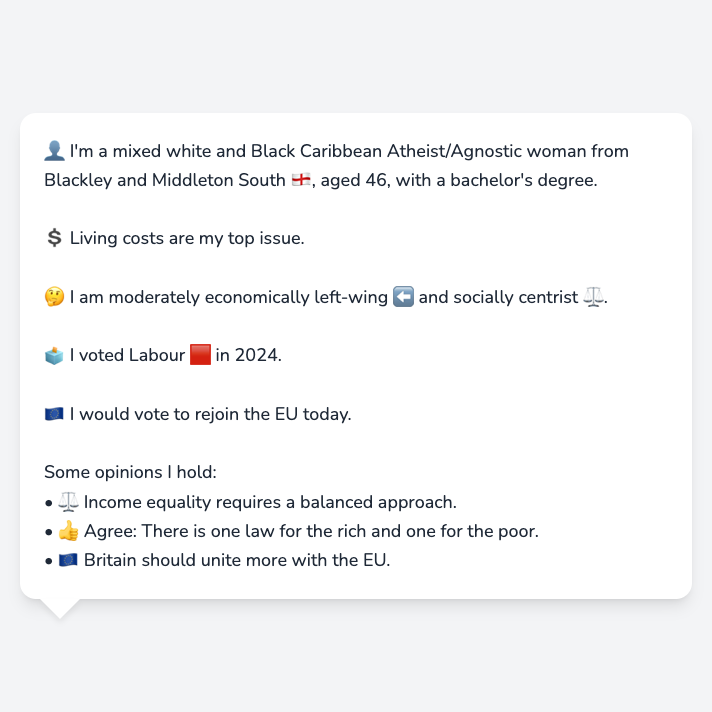 👤 I'm a mixed white and Black Caribbean Atheist/Agnostic woman from
Blackley and Middleton South 🏴󠁧󠁢󠁥󠁮󠁧󠁿, aged 46, with a bachelor's degree.
💲 Living costs are my top issue.
🤔 I am moderately economically left-wing ⬅️ and socially centrist ⚖️.
🗳️ I voted Labour 🟥 in 2024.
🇪🇺 I would vote to rejoin the EU today.
Some opinions I hold:
• ⚖️ Income equality requires a balanced approach.
• 👍 Agree: There is one law for the rich and one for the poor.
• 🇪🇺 Britain should unite more with the EU.